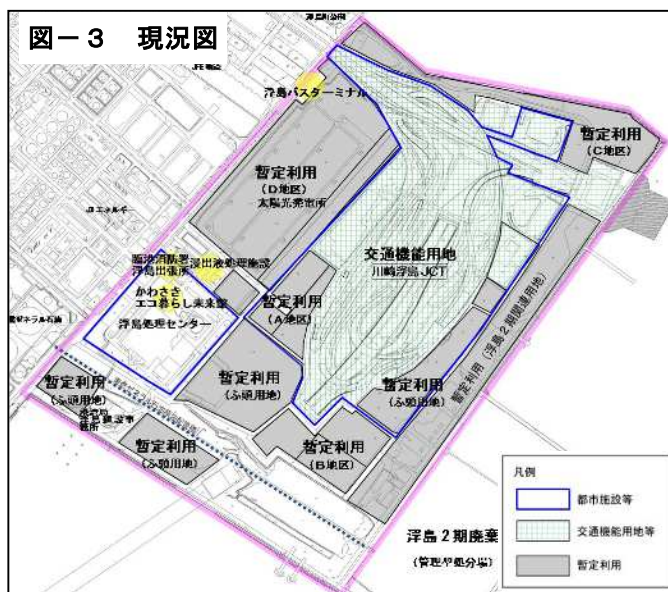 図－3 現況図
浮島バスターミナル
暫定利用
(C地区)
暫定利用
(D地区)
太陽光発電所
交通機能用地
川崎浮島JCT
臨港消防署
浮島出張所
浸出液処理施設
かわさき
エコ暮らし未来館
浮島処理センター
暫定利用
(A地区)
暫定利用(浮島2期関連用地)
暫定利用
(ふ頭用地)
暫定利用
(ふ頭用地)
暫定利用
(ふ頭用地)
暫定利用
(ふ頭用地)
暫定利用
(B地区)
浮島2期廃棄
(管理型処分場)
凡例
都市施設等
交通機能用地等
暫定利用